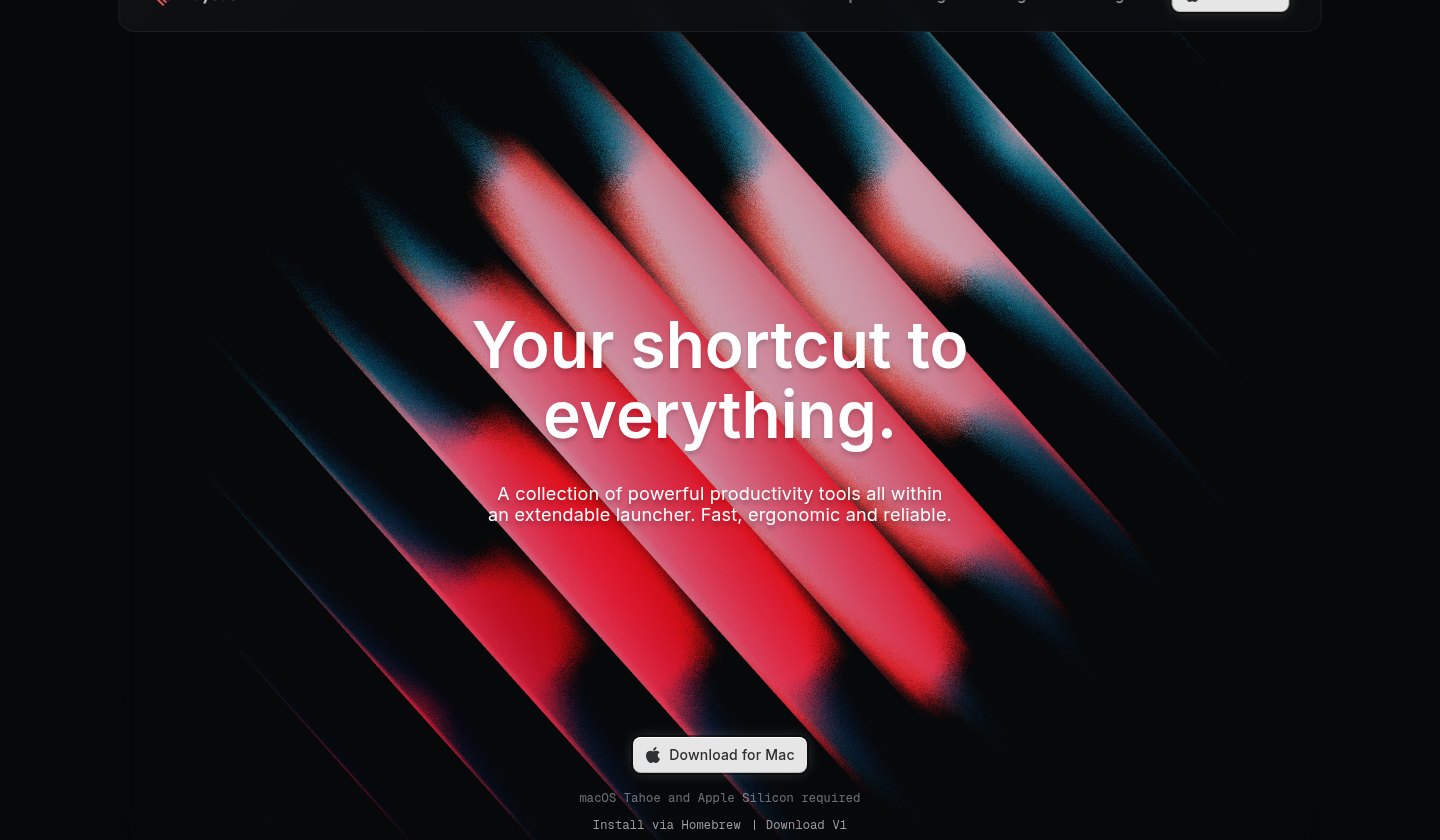 Your shortcut to
everything.
A collection of powerful productivity tools all within
an extendable launcher. Fast, ergonomic and reliable.
Download for Mac
macOS Tahoe and Apple Silicon required
Install via Homebrew | Download V1